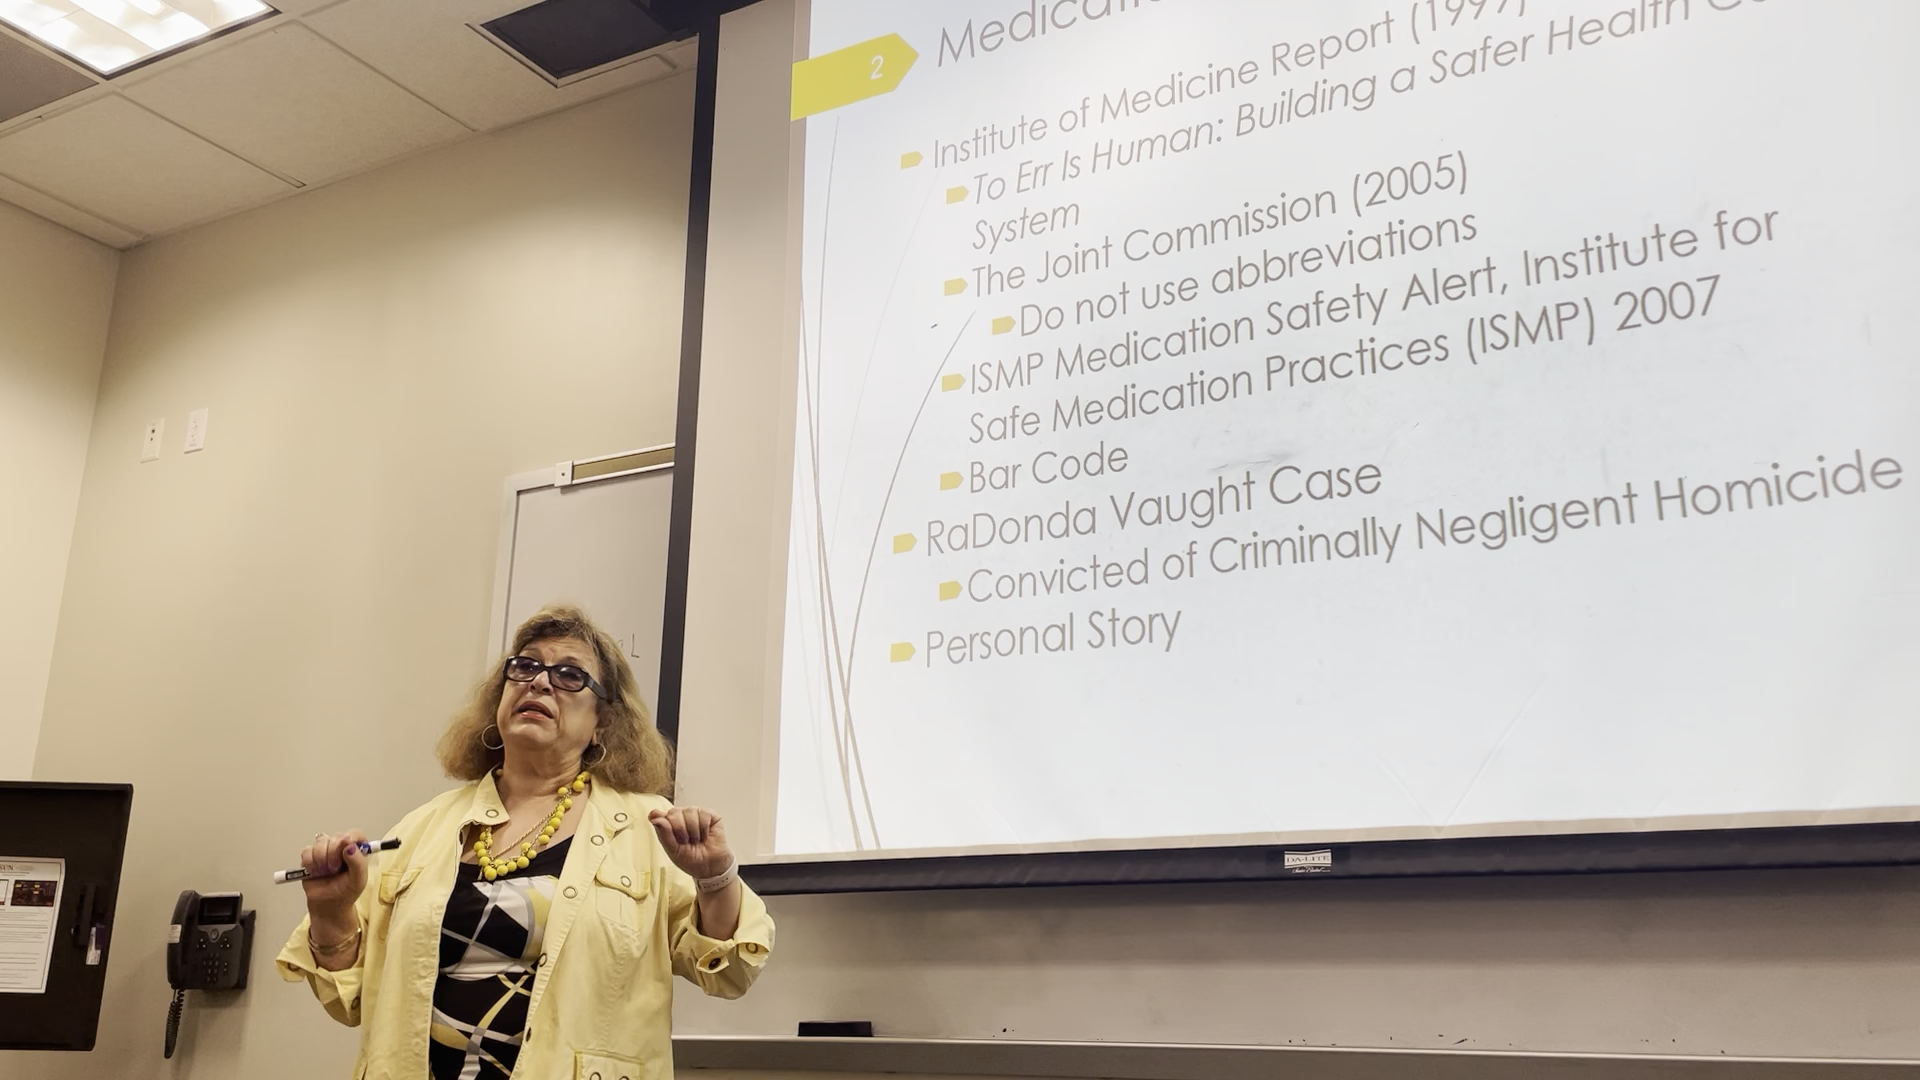 2
Institute of Medicine Report (1997)
To Err Is Human: Building a Safer Health
System
The Joint Commission (2005)
Do not use abbreviations
ISMP Medication Safety Alert, Institute for
Safe Medication Practices (ISMP) 2007
Bar Code
RaDonda Vaught Case
Convicted of Criminally Negligent Homicide
Personal Story
DA-LITE